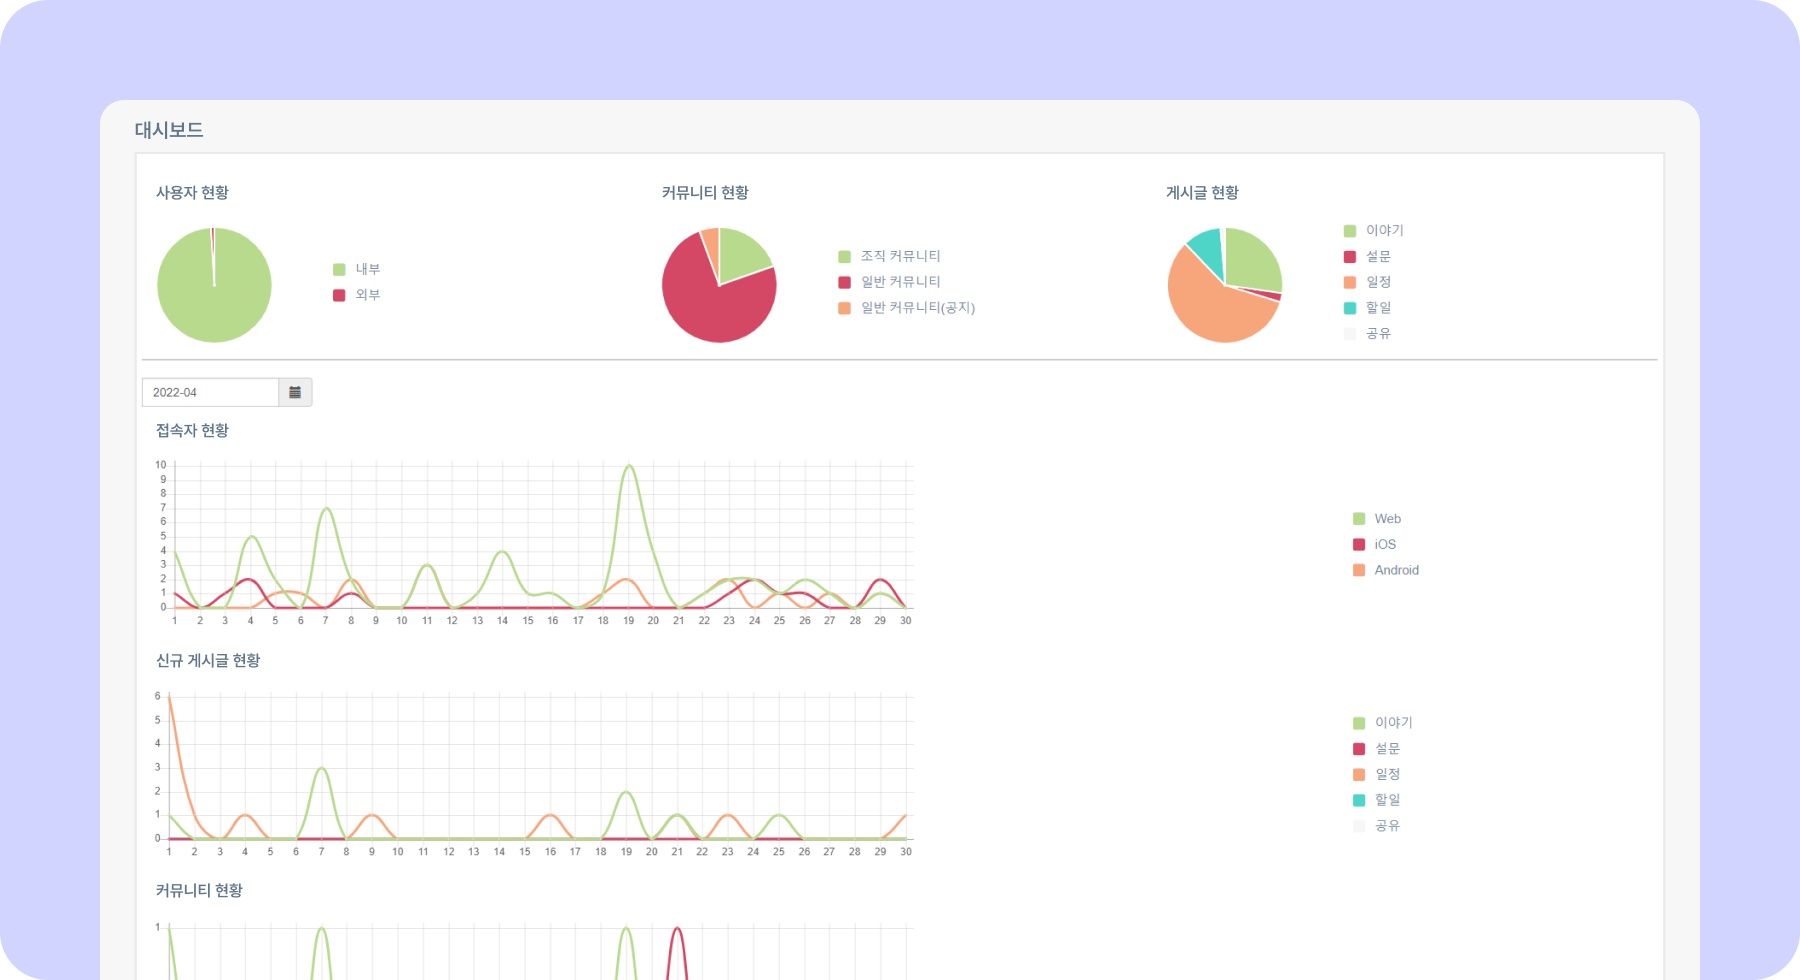 대시보드
사용자 현황
내부
외부
커뮤니티 현황
조직 커뮤니티
일반 커뮤니티
일반 커뮤니티(공지)
게시글 현황
이야기
설문
일정
할일
공유
2022-04
접속자 현황
10
9
8
7
6
5
4
3
2
1
0
1 2 3 4 5 6 7 8 9 10 11 12 13 14 15 16 17 18 19 20 21 22 23 24 25 26 27 28 29 30
Web
iOS
Android
신규 게시글 현황
6
5
4
3
2
1
0
1 2 3 4 5 6 7 8 9 10 11 12 13 14 15 16 17 18 19 20 21 22 23 24 25 26 27 28 29 30
이야기
설문
일정
할일
공유
커뮤니티 현황
1